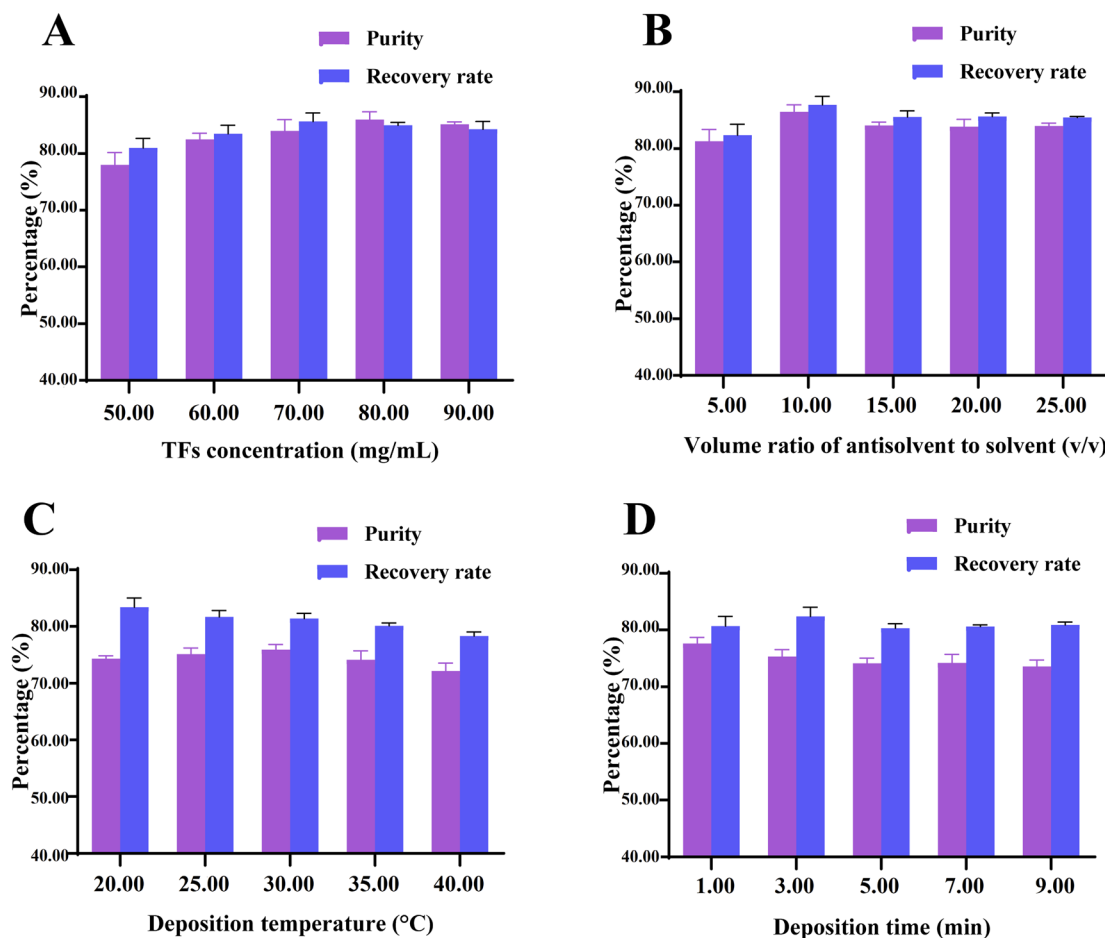 A
Purity
Recovery rate
Percentage (%)
90.00
80.00
70.00
60.00
50.00
40.00
50.00 60.00 70.00 80.00 90.00
TFs concentration (mg/mL)
B
Purity
Recovery rate
Percentage (%)
90.00
80.00
70.00
60.00
50.00
40.00
5.00 10.00 15.00 20.00 25.00
Volume ratio of antisolvent to solvent (v/v)
C
Purity
Recovery rate
Percentage (%)
90.00
80.00
70.00
60.00
50.00
40.00
20.00 25.00 30.00 35.00 40.00
Deposition temperature (°C)
D
Purity
Recovery rate
Percentage (%)
90.00
80.00
70.00
60.00
50.00
40.00
1.00 3.00 5.00 7.00 9.00
Deposition time (min)